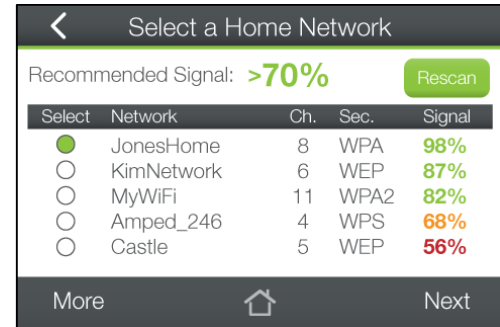 Select a Home Network
Recommended Signal: >70% Rescan
Select Network Ch. Sec. Signal
JonesHome 8 WPA 98%
KimNetwork 6 WEP 87%
MyWiFi 11 WPA2 82%
Amped_246 4 WPS 68%
Castle 5 WEP 56%
More Next